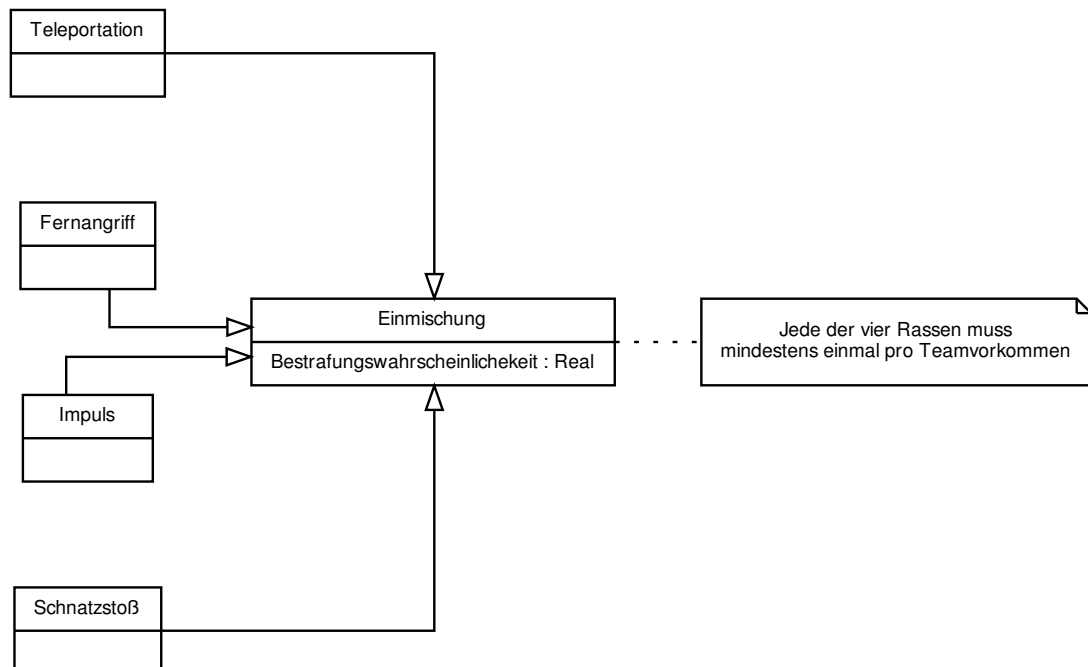 Teleportation
Fernangriff
Einmischung
Bestrafungswahrscheinlichekeit : Real
Jede der vier Rassen muss
mindestens einmal pro Teamvorkommen
Impuls
Schnatzstoß